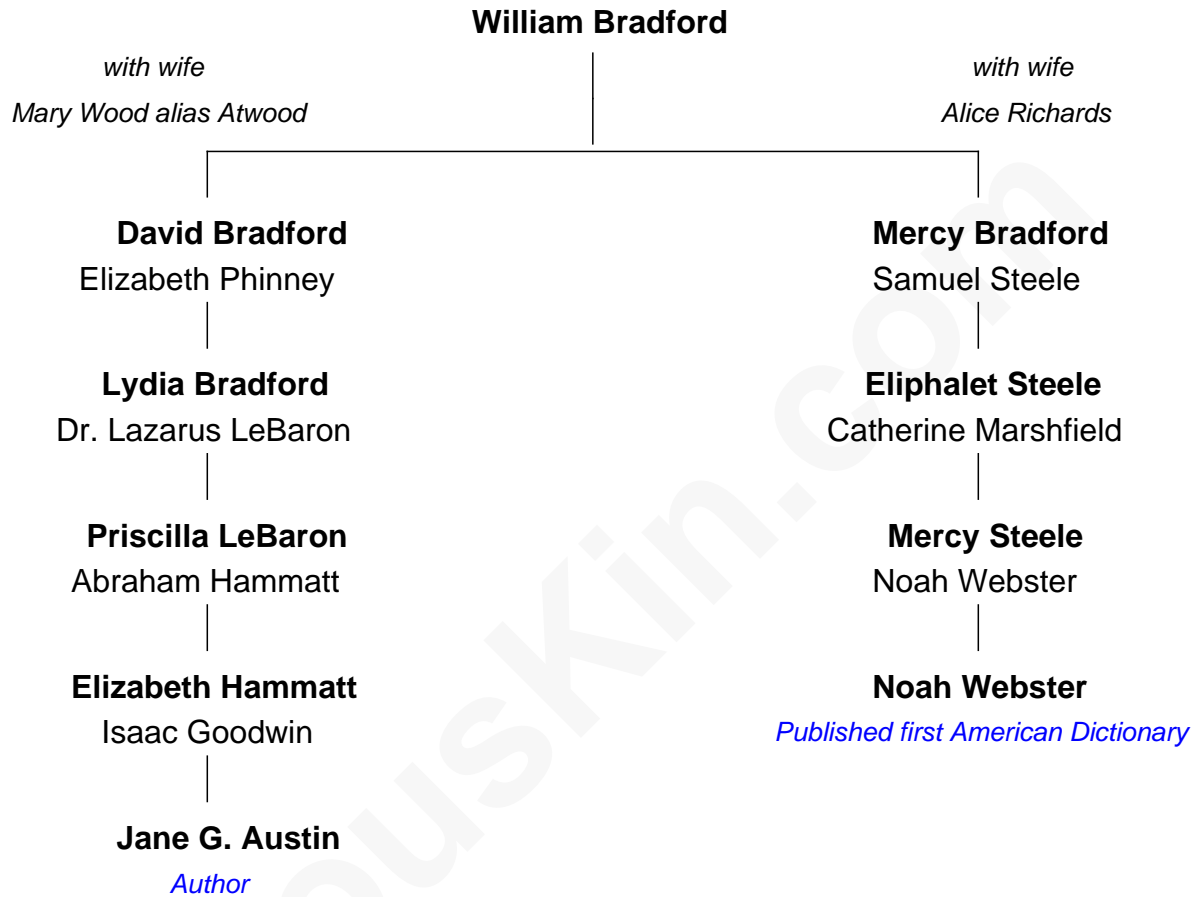 William Bradford
with wife
Mary Wood alias Atwood
with wife
Alice Richards
David Bradford
Elizabeth Phinney
Mercy Bradford
Samuel Steele
Lydia Bradford
Dr. Lazarus LeBaron
Eliphalet Steele
Catherine Marshfield
Priscilla LeBaron
Abraham Hammatt
Mercy Steele
Noah Webster
Elizabeth Hammatt
Isaac Goodwin
Noah Webster
Published first American Dictionary
Jane G. Austin
Author
ousKin.com